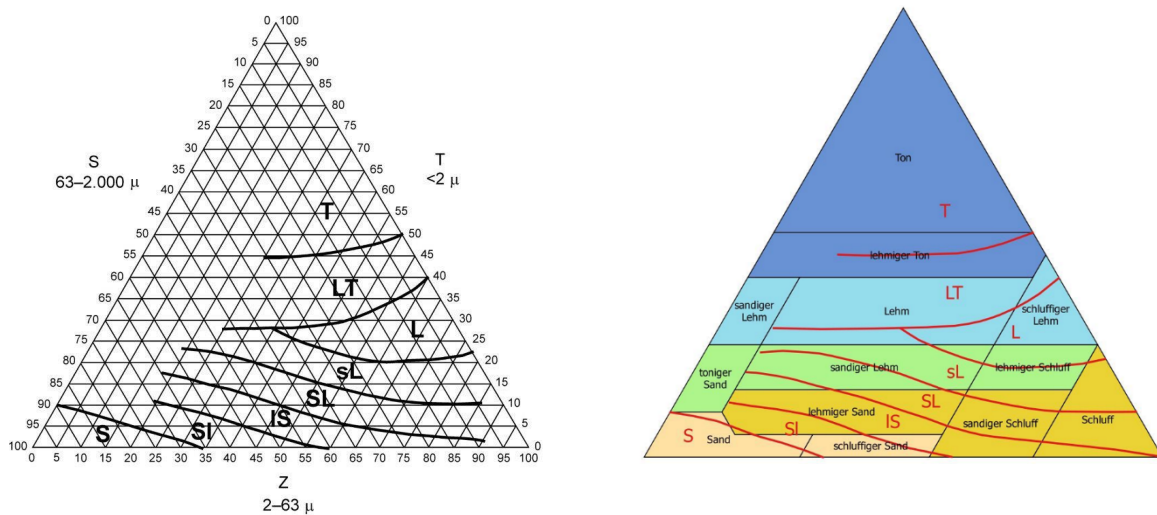 0 100
5 95
10 90
15 85
20 80
25 75
30 70
S
63–2.000 µ
T
<2 µ
35 65
40 60
45 55
T
50 50
55 45
60 40
LT
65 35
70 30
L
75 25
80 20
sL
85 15
SL
90 10
lS
95 5
S Sl
100 0
0 5 10 15 20 25 30 35 40 45 50 55 60 65 70 75 80 85 90 95 100
Z
2–63 µ
Ton
T
lehmiger Ton
LT
sandiger
Lehm
Lehm
schluffiger
Lehm
L
toniger
Sand
sandiger Lehm
sL
lehmiger Schluff
SL
lehmiger Sand
lS
sandiger Schluff
Schluff
S
Sand
Sl
schluffiger Sand